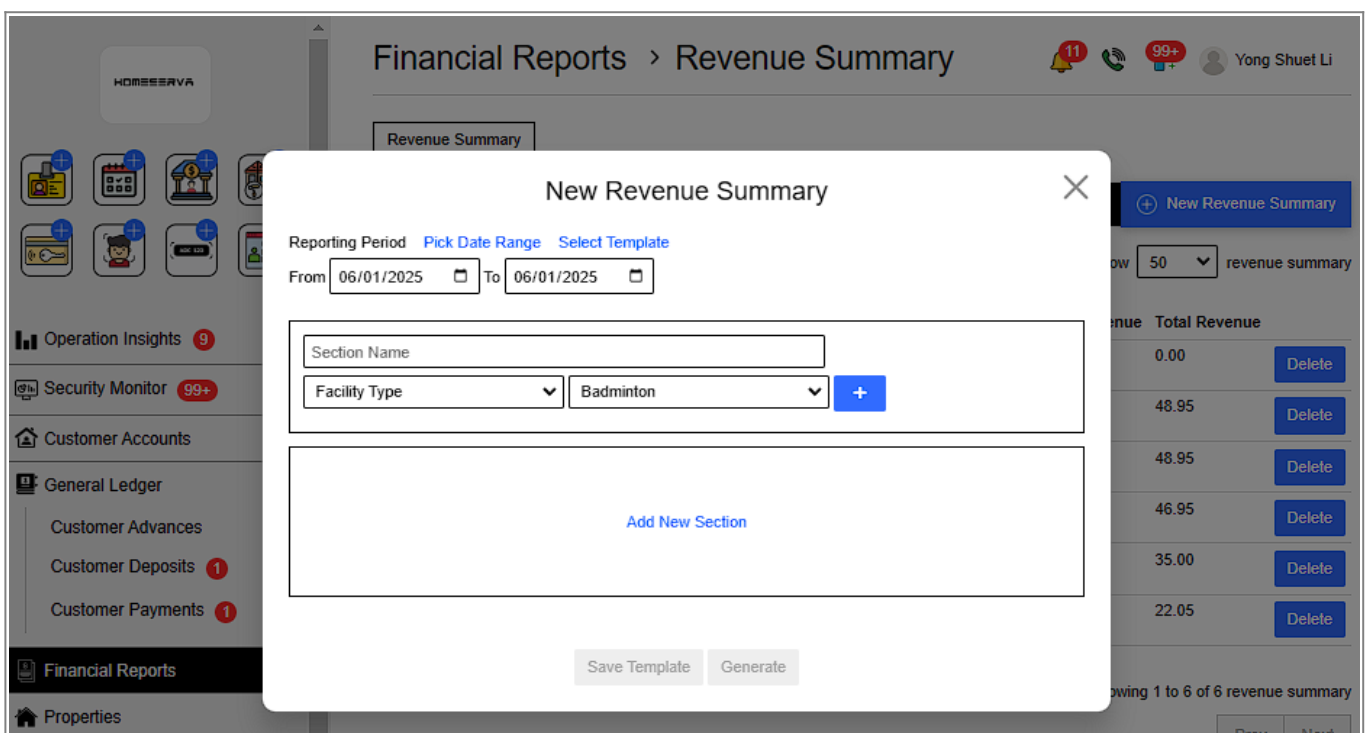 HOMESERVA
Financial Reports > Revenue Summary
11
99+
Yong Shuet Li
Revenue Summary
New Revenue Summary
New Revenue Summary
Reporting Period Pick Date Range Select Template
From 06/01/2025 To 06/01/2025
ow 50 revenue summary
enue Total Revenue
Section Name
Facility Type Badminton +
Add New Section
Save Template Generate
0.00 Delete
48.95 Delete
48.95 Delete
46.95 Delete
35.00 Delete
22.05 Delete
owing 1 to 6 of 6 revenue summary
Prev Next
Operation Insights 9
Security Monitor 99+
Customer Accounts
General Ledger
Customer Advances
Customer Deposits 1
Customer Payments 1
Financial Reports
Properties